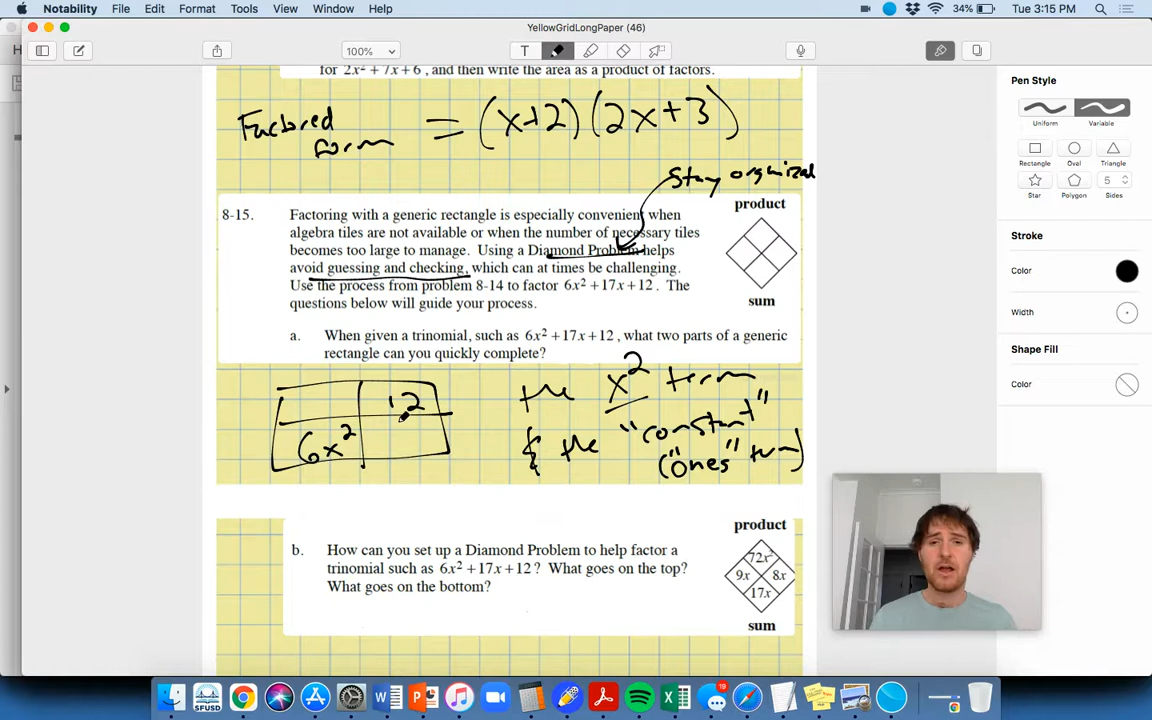 Notability File Edit Format Tools View Window Help 34% Tue 3:15 PM
YellowGridLongPaper (46)
100% T
for 2x² + 7x + 6 , and then write the area as a product of factors.
Factored form = (x+2)(2x+3)
Stay organized
8-15. Factoring with a generic rectangle is especially convenient when
algebra tiles are not available or when the number of necessary tiles
becomes too large to manage. Using a Diamond Problem helps
avoid guessing and checking, which can at times be challenging.
Use the process from problem 8-14 to factor 6x² + 17x + 12 . The
questions below will guide your process.
product
sum
a. When given a trinomial, such as 6x² + 17x + 12 , what two parts of a generic
rectangle can you quickly complete?
12
6x²
the x² term
& the "constant"
("ones" term)
b. How can you set up a Diamond Problem to help factor a
trinomial such as 6x² + 17x + 12 ? What goes on the top?
What goes on the bottom?
product
72x²
9x 8x
17x
sum
Pen Style
Uniform Variable
Rectangle Oval Triangle
5
Star Polygon Sides
Stroke
Color
Width
Shape Fill
Color
SFUSD
19